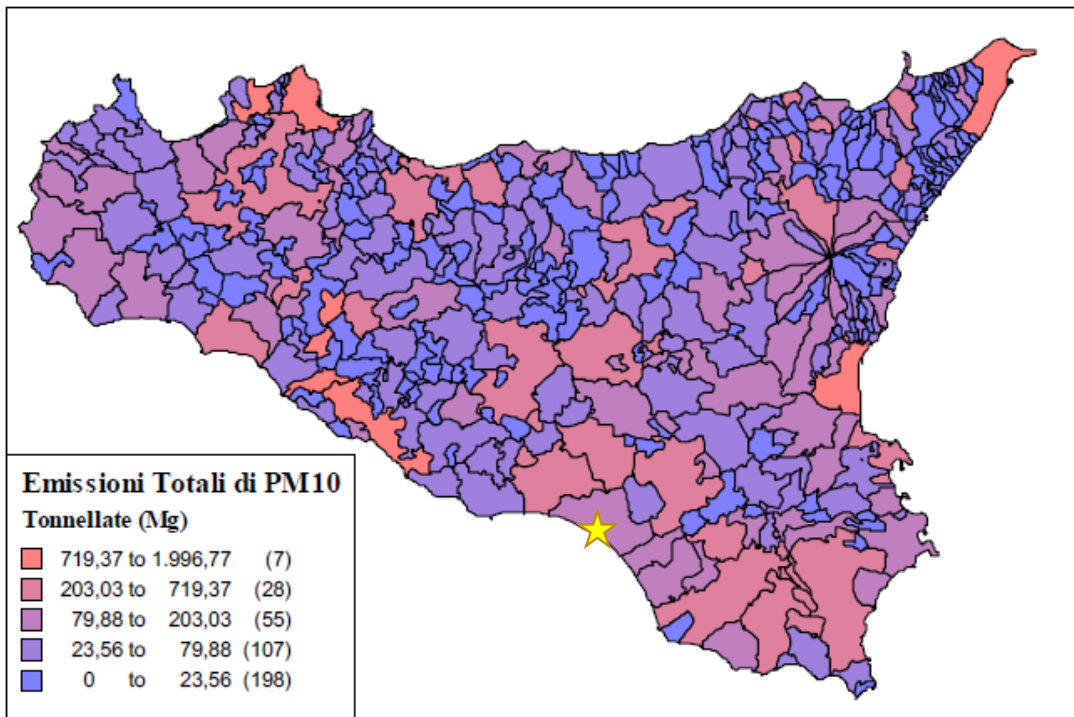 Emissioni Totali di PM10
Tonnellate (Mg)
719,37 to 1.996,77 (7)
203,03 to 719,37 (28)
79,88 to 203,03 (55)
23,56 to 79,88 (107)
0 to 23,56 (198)